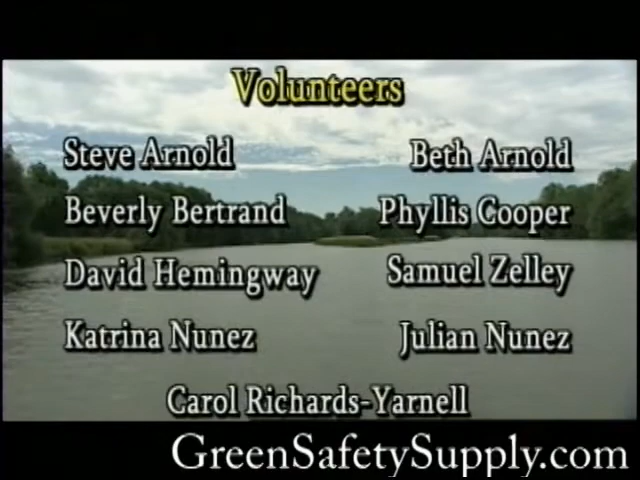 Volunteers
Steve Arnold Beth Arnold
Beverly Bertrand Phyllis Cooper
David Hemingway Samuel Zelley
Katrina Nunez Julian Nunez
Carol Richards-Yarnell
GreenSafetySupply.com